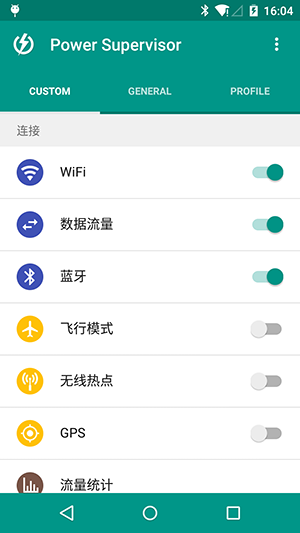 16:04
Power Supervisor
CUSTOM GENERAL PROFILE
连接
WiFi
数据流量
蓝牙
飞行模式
无线热点
GPS
流量统计